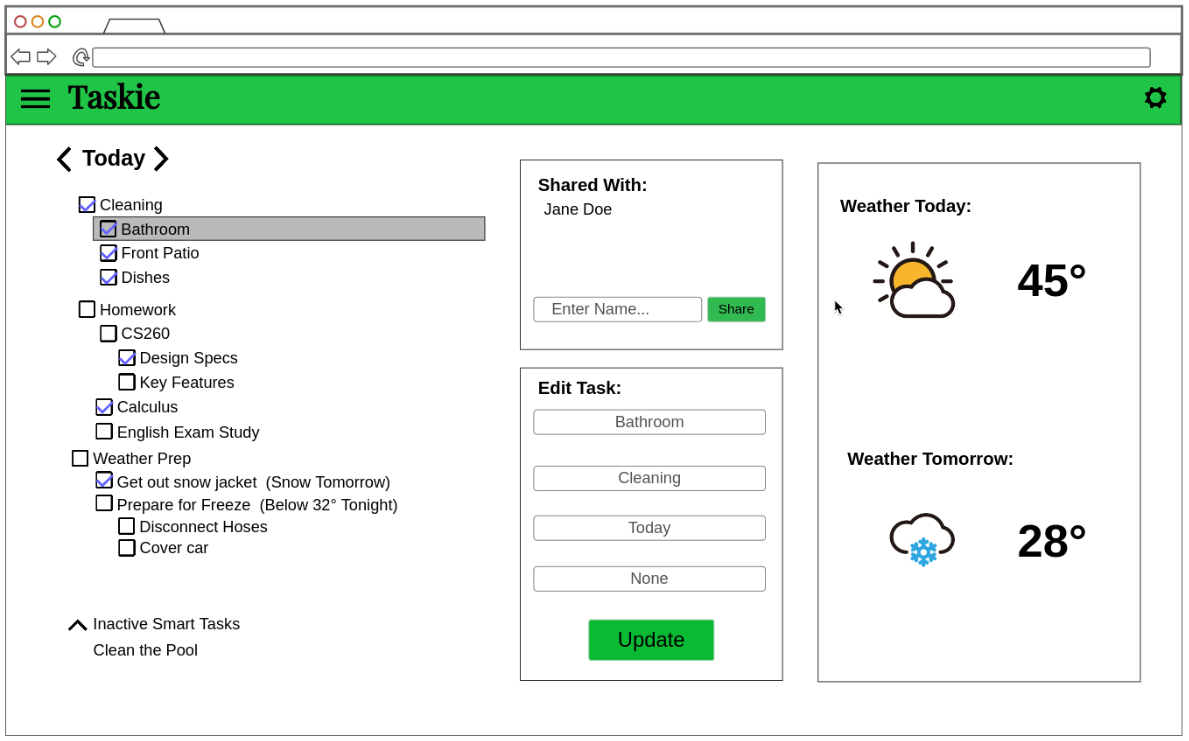 Taskie
Today
Cleaning
Bathroom
Front Patio
Dishes
Homework
CS260
Design Specs
Key Features
Calculus
English Exam Study
Weather Prep
Get out snow jacket (Snow Tomorrow)
Prepare for Freeze (Below 32° Tonight)
Disconnect Hoses
Cover car
Inactive Smart Tasks
Clean the Pool
Shared With:
Jane Doe
Enter Name... Share
Edit Task:
Bathroom
Cleaning
Today
None
Update
Weather Today:
45°
Weather Tomorrow:
28°